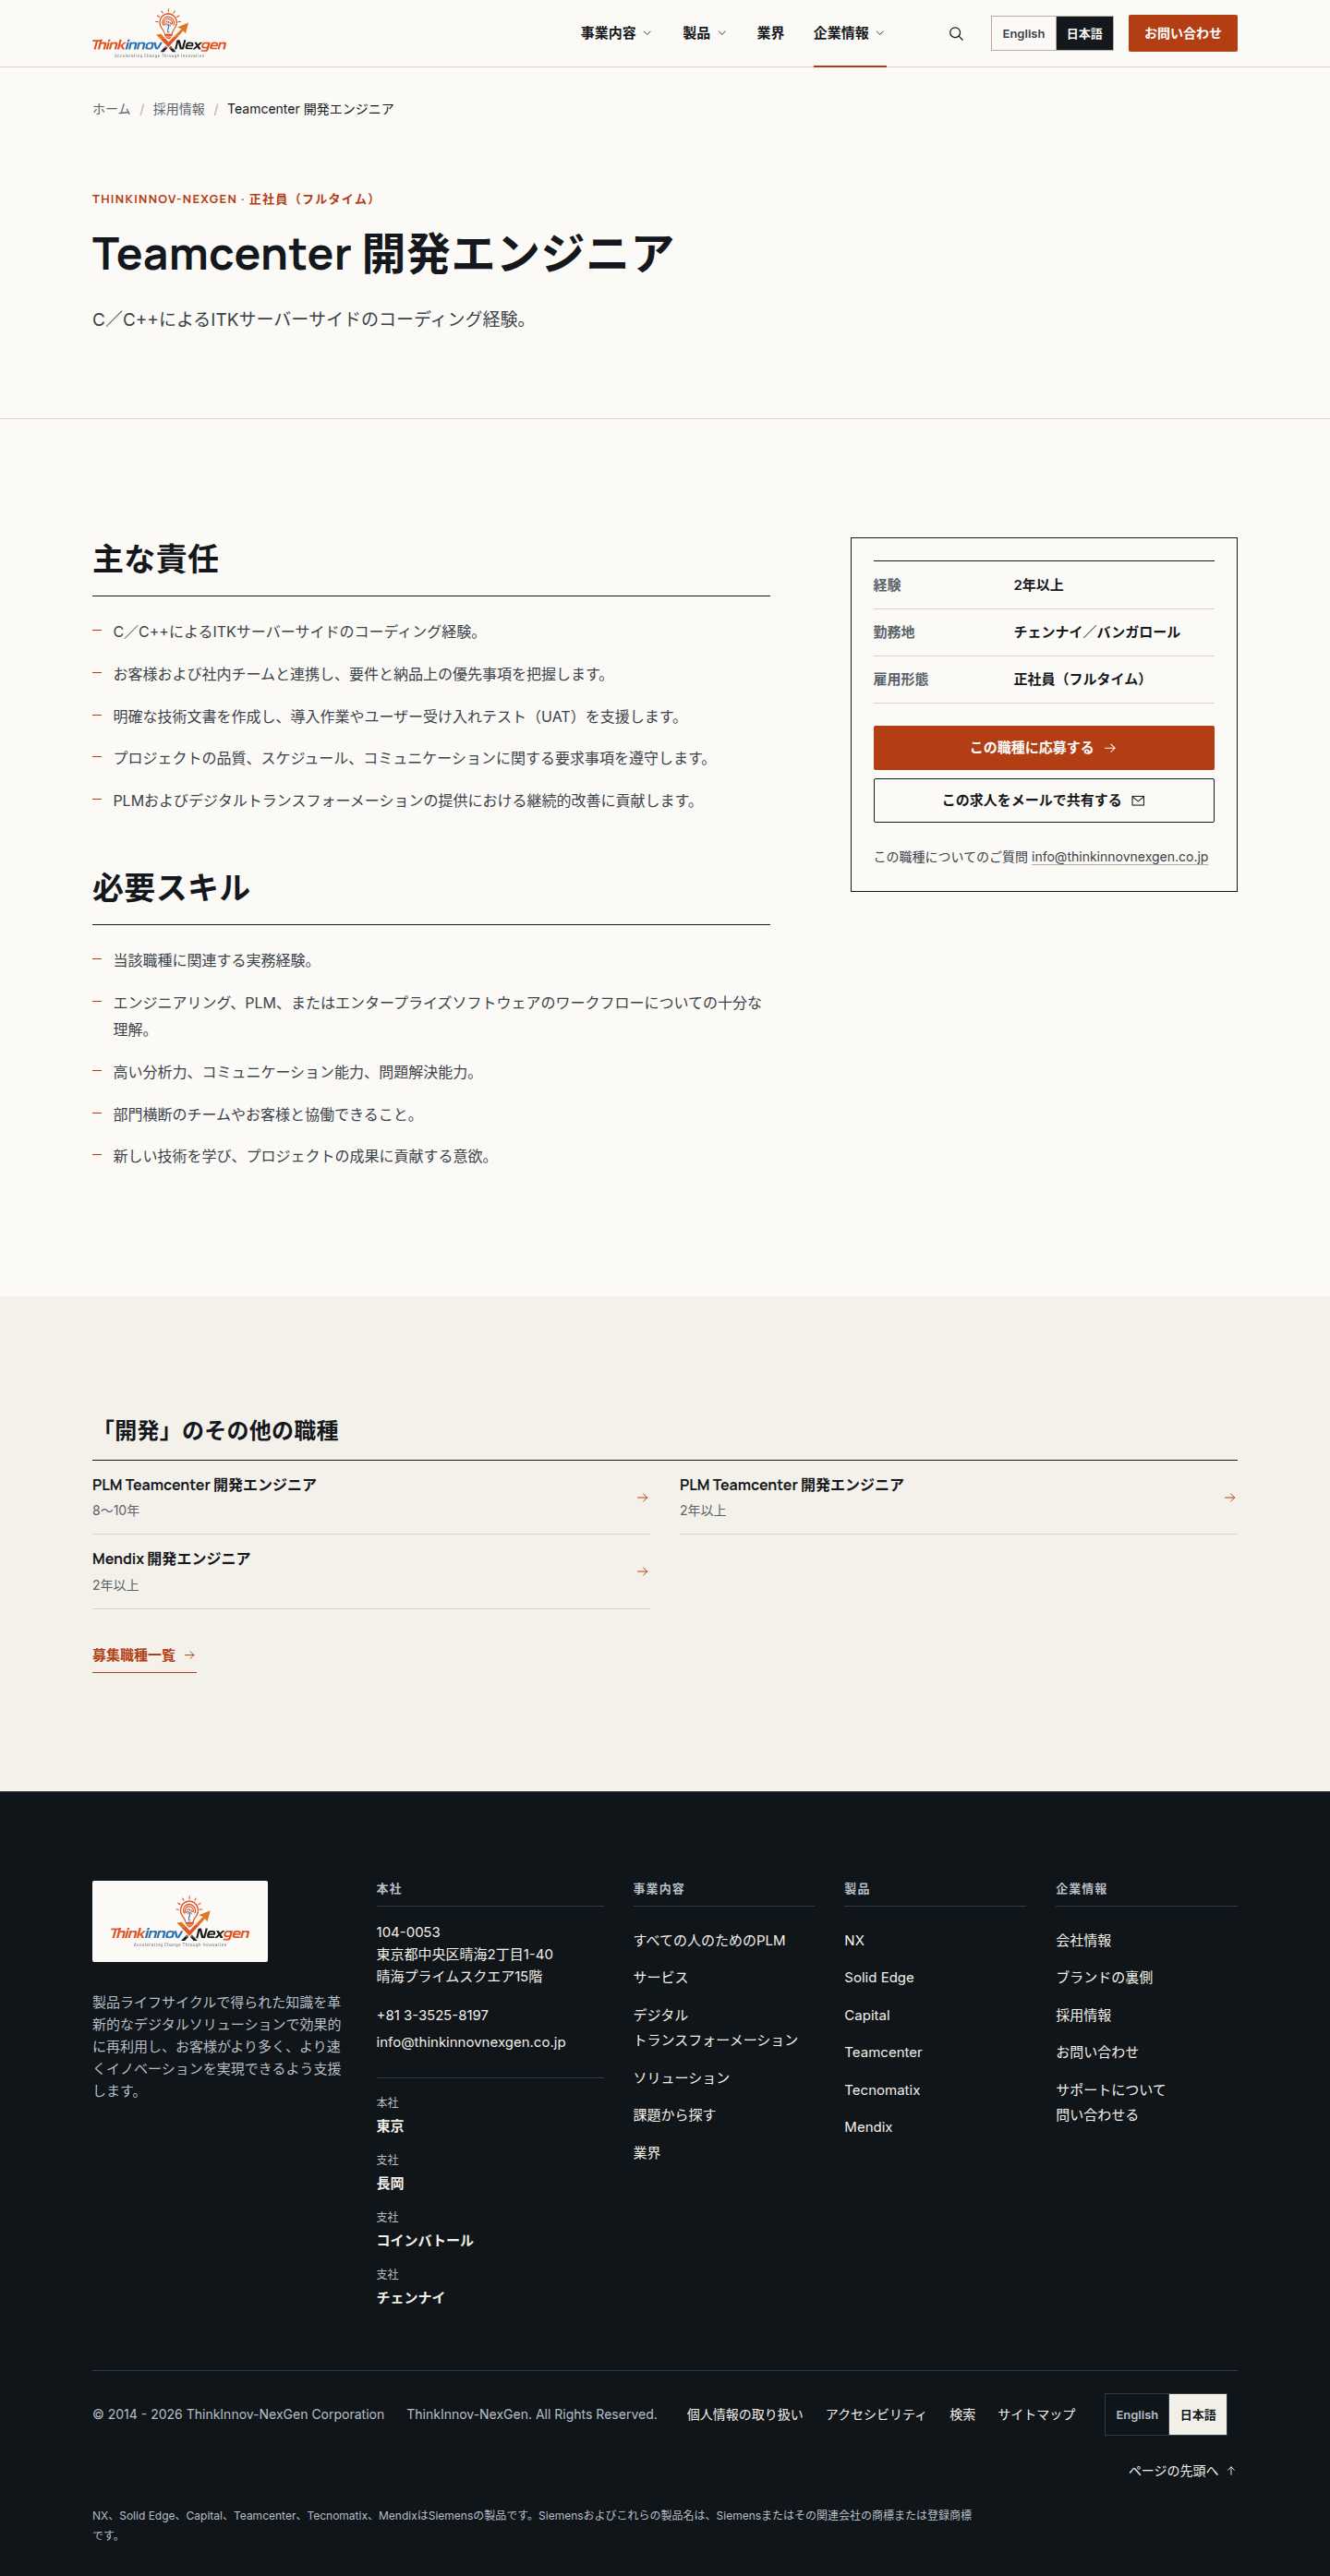 ThinkinnovXNexgen
Accelerating Change Through Innovation
事業内容
製品
業界
企業情報
English
日本語
お問い合わせ
ホーム / 採用情報 / Teamcenter 開発エンジニア
THINKINNOV-NEXGEN · 正社員（フルタイム）
Teamcenter 開発エンジニア
C／C++によるITKサーバーサイドのコーディング経験。
主な責任
C／C++によるITKサーバーサイドのコーディング経験。
お客様および社内チームと連携し、要件と納品上の優先事項を把握します。
明確な技術文書を作成し、導入作業やユーザー受け入れテスト（UAT）を支援します。
プロジェクトの品質、スケジュール、コミュニケーションに関する要求事項を遵守します。
PLMおよびデジタルトランスフォーメーションの提供における継続的改善に貢献します。
必要スキル
当該職種に関連する実務経験。
エンジニアリング、PLM、またはエンタープライズソフトウェアのワークフローについての十分な
理解。
高い分析力、コミュニケーション能力、問題解決能力。
部門横断のチームやお客様と協働できること。
新しい技術を学び、プロジェクトの成果に貢献する意欲。
経験 2年以上
勤務地 チェンナイ／バンガロール
雇用形態 正社員（フルタイム）
この職種に応募する →
この求人をメールで共有する
この職種についてのご質問 info@thinkinnovnexgen.co.jp
「開発」のその他の職種
PLM Teamcenter 開発エンジニア
8〜10年
→
PLM Teamcenter 開発エンジニア
2年以上
→
Mendix 開発エンジニア
2年以上
→
募集職種一覧 →
ThinkinnovXNexgen
Accelerating Change Through Innovation
製品ライフサイクルで得られた知識を革
新的なデジタルソリューションで効果的
に再利用し、お客様がより多く、より速
くイノベーションを実現できるよう支援
します。
本社
104-0053
東京都中央区晴海2丁目1-40
晴海プライムスクエア15階
+81 3-3525-8197
info@thinkinnovnexgen.co.jp
本社
東京
支社
長岡
支社
コインバトール
支社
チェンナイ
事業内容
すべての人のためのPLM
サービス
デジタル
トランスフォーメーション
ソリューション
課題から探す
業界
製品
NX
Solid Edge
Capital
Teamcenter
Tecnomatix
Mendix
企業情報
会社情報
ブランドの裏側
採用情報
お問い合わせ
サポートについて
問い合わせる
© 2014 - 2026 ThinkInnov-NexGen Corporation
ThinkInnov-NexGen. All Rights Reserved.
個人情報の取り扱い
アクセシビリティ
検索
サイトマップ
English
日本語
ページの先頭へ ↑
NX、Solid Edge、Capital、Teamcenter、Tecnomatix、MendixはSiemensの製品です。Siemensおよびこれらの製品名は、Siemensまたはその関連会社の商標または登録商標
です。